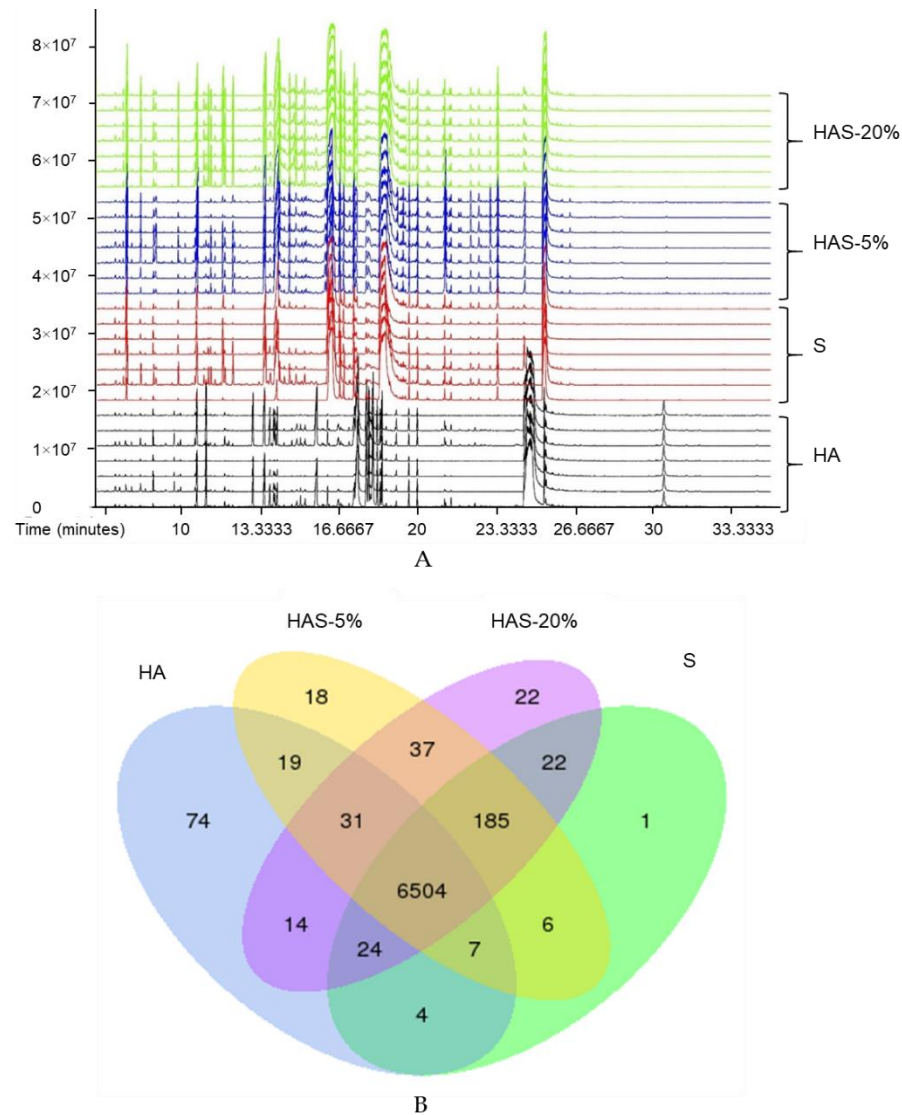 8×10⁷
7×10⁷
6×10⁷
5×10⁷
4×10⁷
3×10⁷
2×10⁷
1×10⁷
0
HAS-20%
HAS-5%
S
HA
Time (minutes) 10 13.3333 16.6667 20 23.3333 26.6667 30 33.3333
A
HAS-5% HAS-20%
HA S
18 22
19 37 22
74 31 185 1
6504
14 24 7 6
4
B